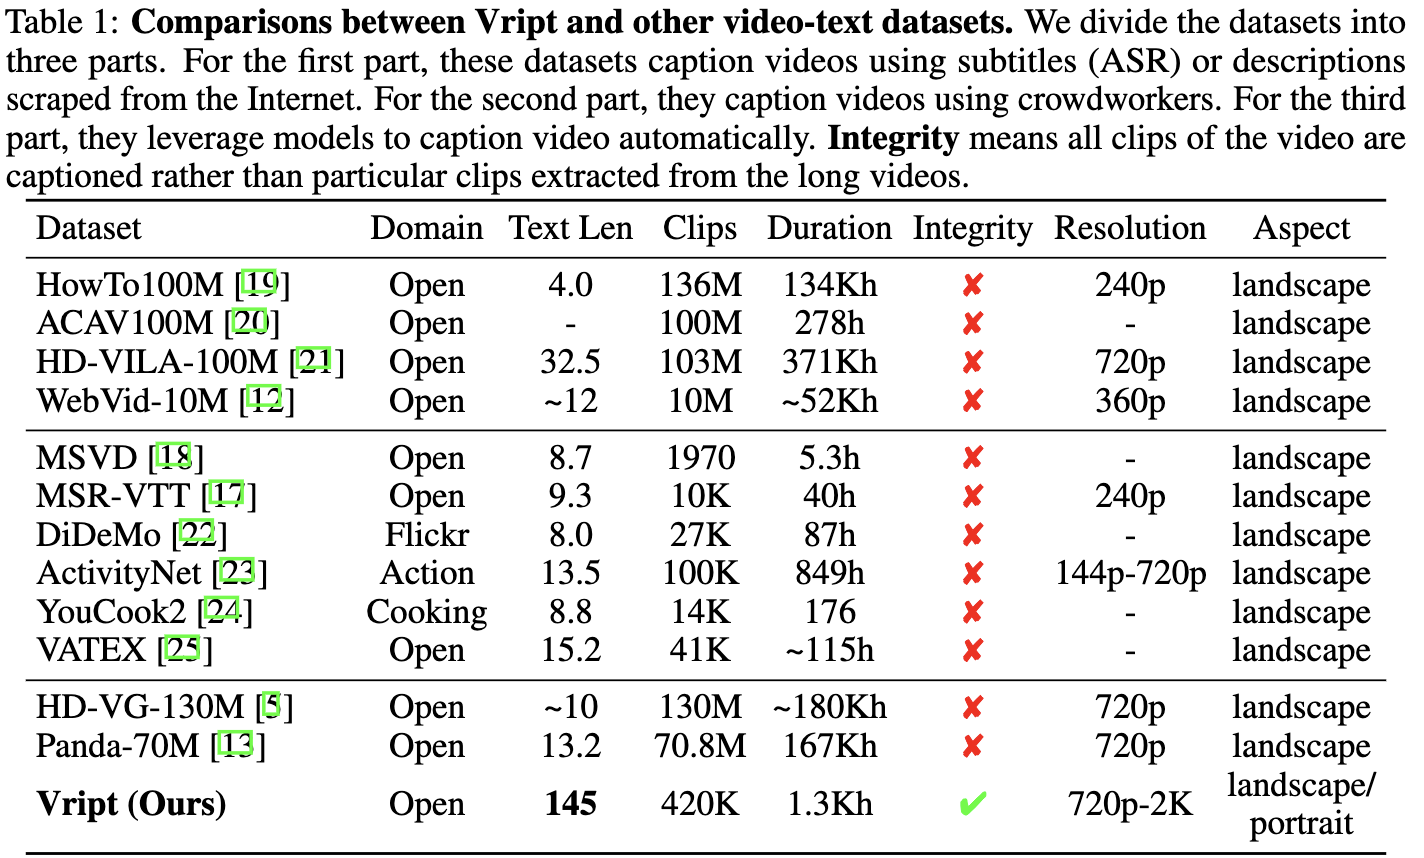 Table 1: Comparisons between Vript and other video-text datasets. We divide the datasets into
three parts. For the first part, these datasets caption videos using subtitles (ASR) or descriptions
scraped from the Internet. For the second part, they caption videos using crowdworkers. For the third
part, they leverage models to caption video automatically. Integrity means all clips of the video are
captioned rather than particular clips extracted from the long videos.
Dataset Domain Text Len Clips Duration Integrity Resolution Aspect
HowTo100M [19] Open 4.0 136M 134Kh ✘ 240p landscape
ACAV100M [20] Open - 100M 278h ✘ - landscape
HD-VILA-100M [21] Open 32.5 103M 371Kh ✘ 720p landscape
WebVid-10M [12] Open ~12 10M ~52Kh ✘ 360p landscape
MSVD [18] Open 8.7 1970 5.3h ✘ - landscape
MSR-VTT [17] Open 9.3 10K 40h ✘ 240p landscape
DiDeMo [22] Flickr 8.0 27K 87h ✘ - landscape
ActivityNet [23] Action 13.5 100K 849h ✘ 144p-720p landscape
YouCook2 [24] Cooking 8.8 14K 176 ✘ - landscape
VATEX [25] Open 15.2 41K ~115h ✘ - landscape
HD-VG-130M [5] Open ~10 130M ~180Kh ✘ 720p landscape
Panda-70M [13] Open 13.2 70.8M 167Kh ✘ 720p landscape
Vript (Ours) Open 145 420K 1.3Kh ✔ 720p-2K landscape/
portrait